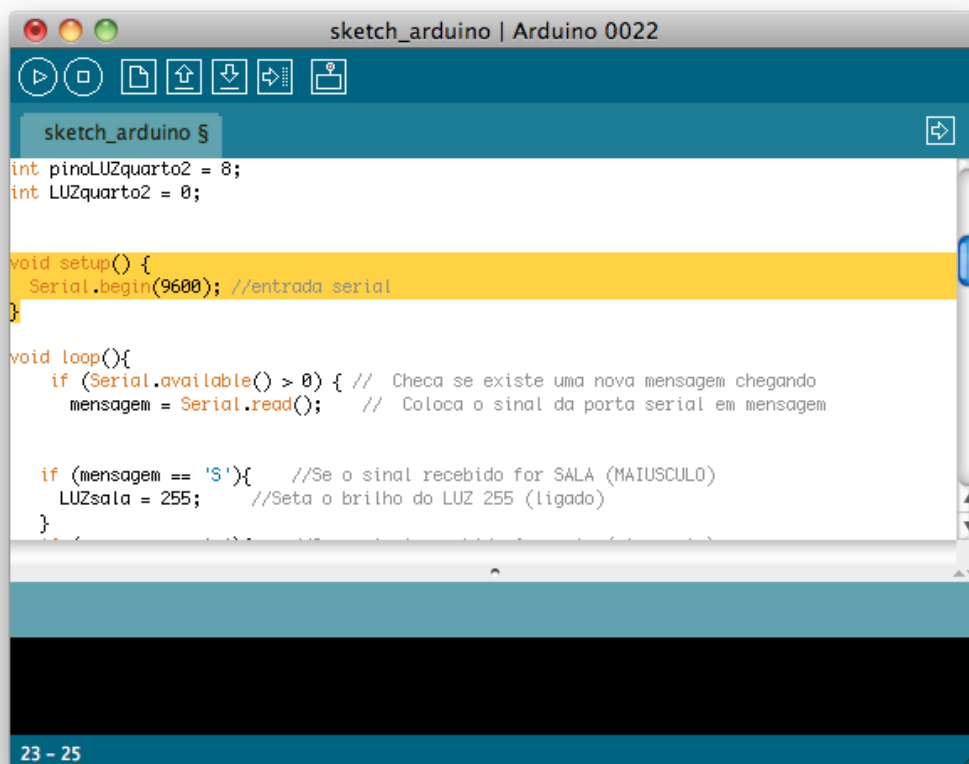 sketch_arduino | Arduino 0022
sketch_arduino §
int pinoLUZquarto2 = 8;
int LUZquarto2 = 0;
void setup() {
Serial.begin(9600); //entrada serial
}
void loop(){
if (Serial.available() > 0) { // Checa se existe uma nova mensagem chegando
mensagem = Serial.read(); // Coloca o sinal da porta serial em mensagem
if (mensagem == 'S'){ //Se o sinal recebido for SALA (MAIUSCULO)
LUZsala = 255; //Seta o brilho do LUZ 255 (ligado)
}
23 - 25